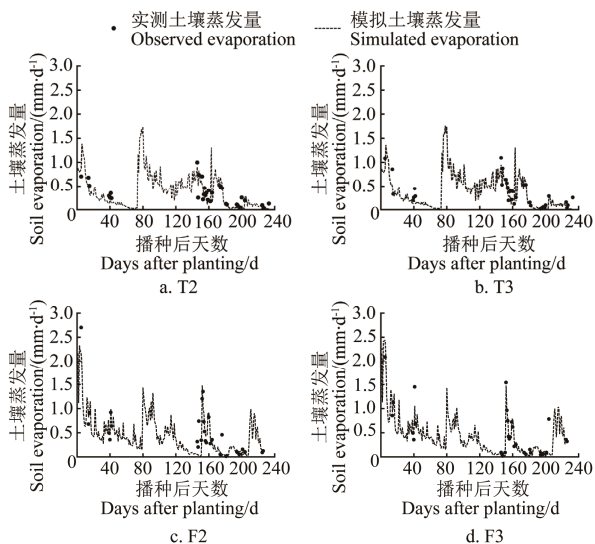 实测土壤蒸发量 模拟土壤蒸发量
Observed evaporation Simulated evaporation
土壤蒸发量
Soil evaporation/(mm·d-1)
3.0
2.5
2.0
1.5
1.0
0.5
0 40 80 120 160 200 240
播种后天数
Days after planting/d
a. T2
土壤蒸发量
Soil evaporation/(mm·d-1)
3.0
2.5
2.0
1.5
1.0
0.5
0 40 80 120 160 200 240
播种后天数
Days after planting/d
b. T3
土壤蒸发量
Soil evaporation/(mm·d-1)
3.0
2.5
2.0
1.5
1.0
0.5
0 40 80 120 160 200 240
播种后天数
Days after planting/d
c. F2
土壤蒸发量
Soil evaporation/(mm·d-1)
3.0
2.5
2.0
1.5
1.0
0.5
0 40 80 120 160 200 240
播种后天数
Days after planting/d
d. F3